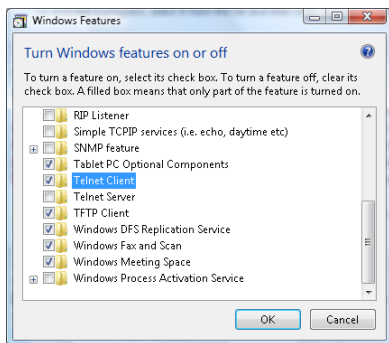 Windows Features
Turn Windows features on or off
To turn a feature on, select its check box. To turn a feature off, clear its
check box. A filled box means that only part of the feature is turned on.
RIP Listener
Simple TCPIP services (i.e. echo, daytime etc)
SNMP feature
Tablet PC Optional Components
Telnet Client
Telnet Server
TFTP Client
Windows DFS Replication Service
Windows Fax and Scan
Windows Meeting Space
Windows Process Activation Service
OK Cancel